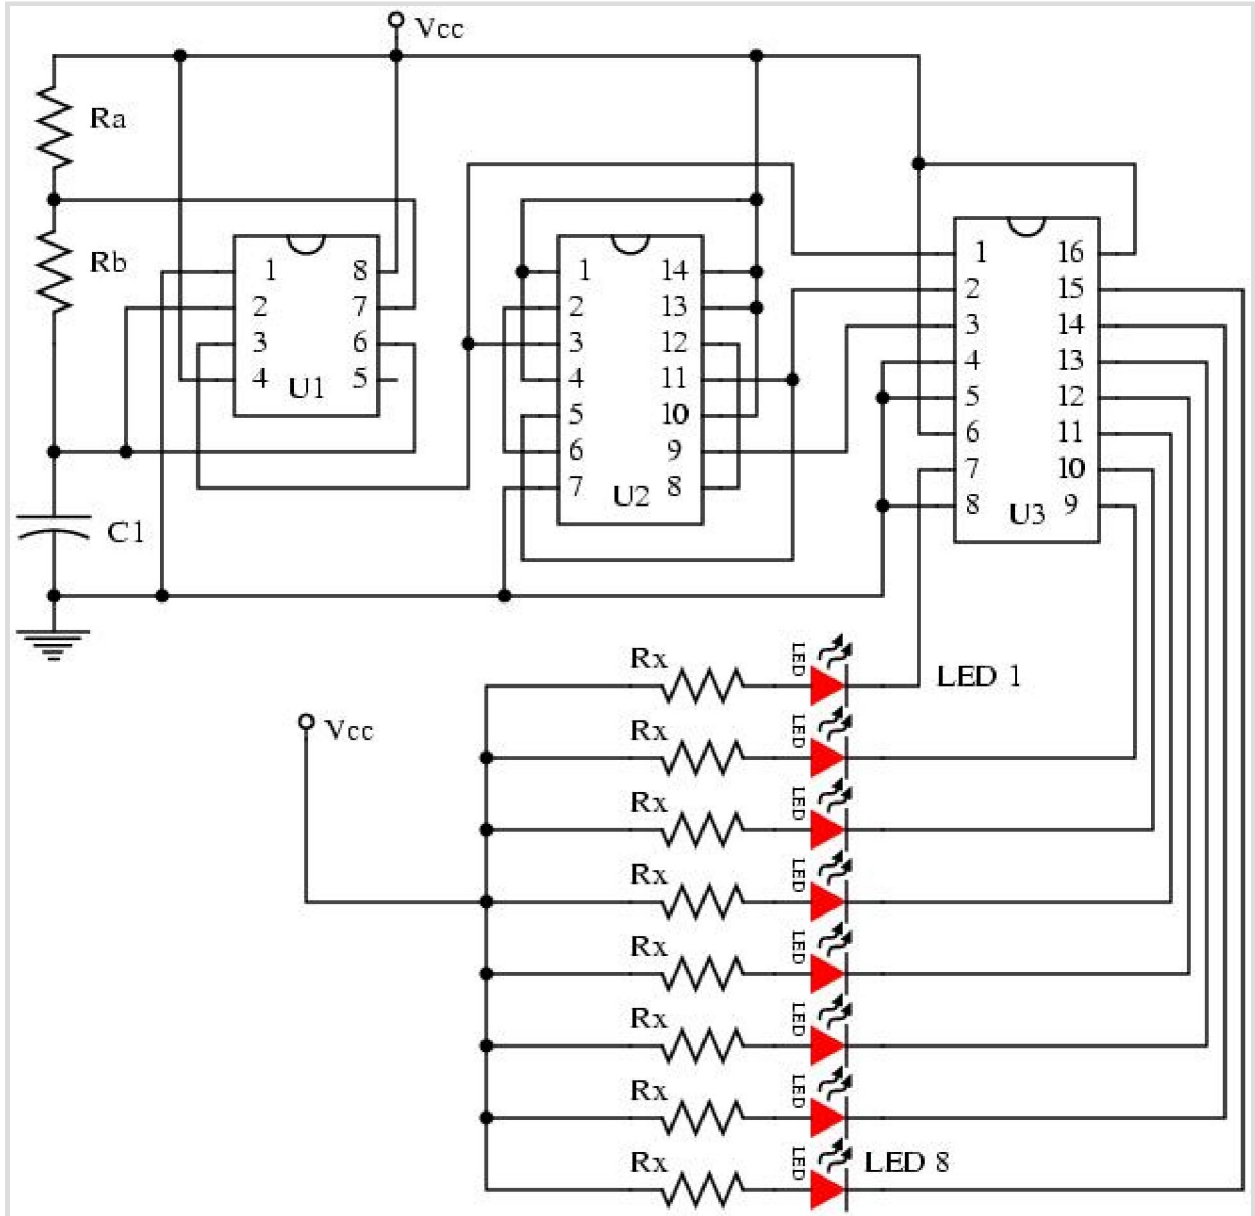 Vcc
Ra
Rb
C1
1 8
2 7
3 6
4 5
U1
1 14
2 13
3 12
4 11
5 10
6 9
7 8
U2
1 16
2 15
3 14
4 13
5 12
6 11
7 10
8 9
U3
Vcc
Rx LED LED 1
Rx LED
Rx LED
Rx LED
Rx LED
Rx LED
Rx LED
Rx LED LED 8